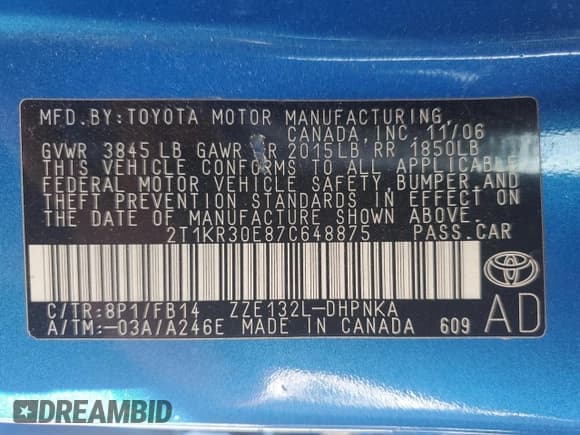 MFD.BY:TOYOTA MOTOR MANUFACTURING,
CANADA,INC. 11/06
GVWR 3845 LB GAWR R 2015LB RR 1850LB
THIS VEHICLE CONFORMS TO ALL APPLICABLE
FEDERAL MOTOR VEHICLE SAFETY,BUMPER,AND
THEFT PREVENTION STANDARDS IN EFFECT ON
THE DATE OF MANUFACTURE SHOWN ABOVE.
2T1KR30E87C648875 PASS.CAR
C/TR:8P1/FB14 ZZE132L-DHPNKA
A/TM:-03A/A246E MADE IN CANADA 609
AD
DREAMBID